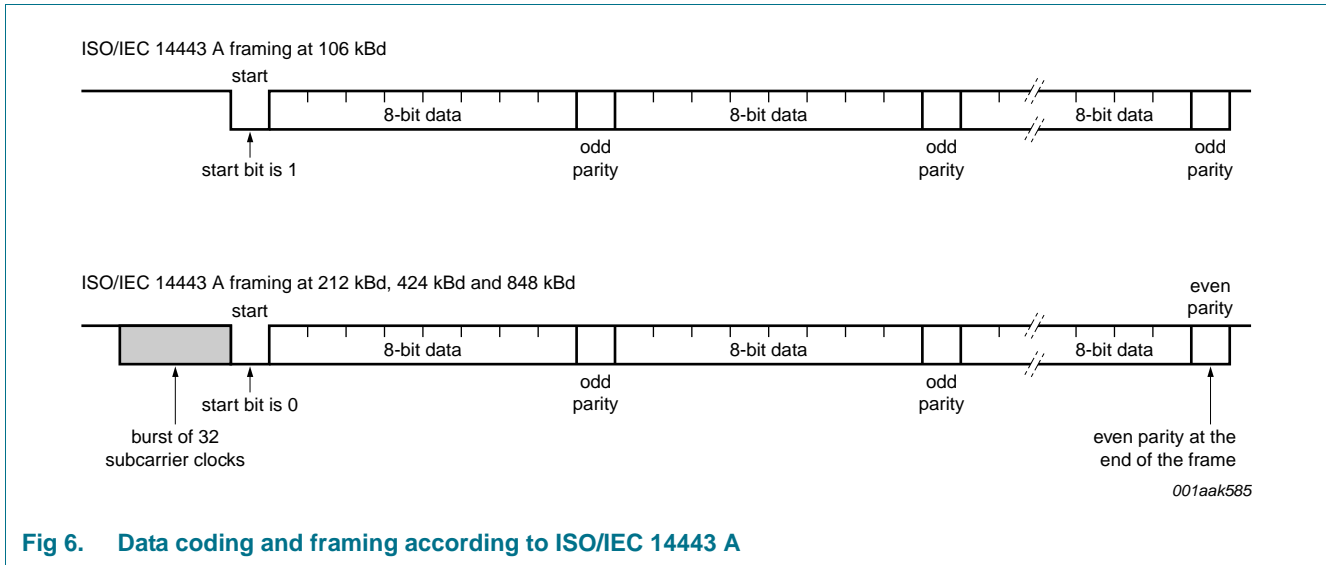 ISO/IEC 14443 A framing at 106 kBd
start
8-bit data
8-bit data
8-bit data
start bit is 1
odd
parity
odd
parity
odd
parity
ISO/IEC 14443 A framing at 212 kBd, 424 kBd and 848 kBd
start
even
parity
8-bit data
8-bit data
8-bit data
start bit is 0
odd
parity
odd
parity
burst of 32
subcarrier clocks
even parity at the
end of the frame
001aak585
Fig 6. Data coding and framing according to ISO/IEC 14443 A